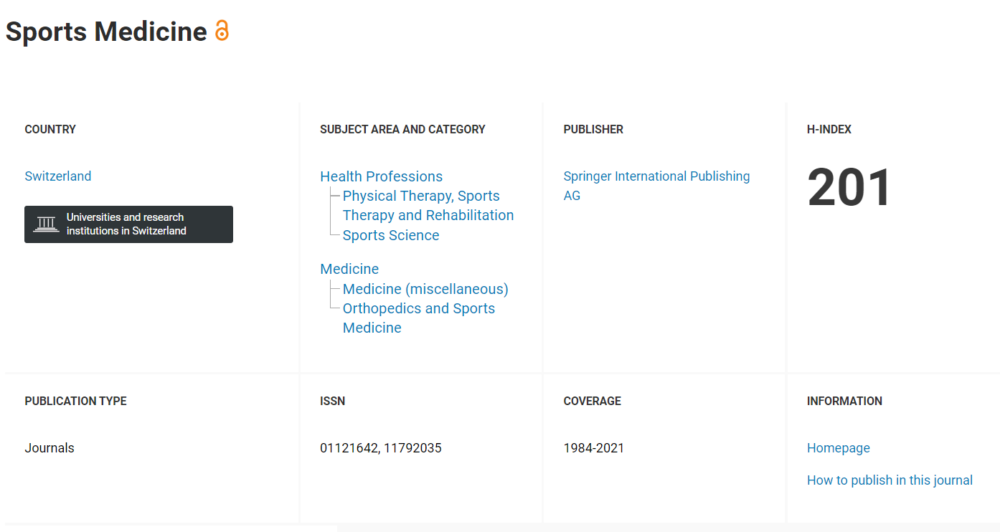 Sports Medicine
COUNTRY
Switzerland
Universities and research
institutions in Switzerland
SUBJECT AREA AND CATEGORY
Health Professions
Physical Therapy, Sports
Therapy and Rehabilitation
Sports Science
Medicine
Medicine (miscellaneous)
Orthopedics and Sports
Medicine
PUBLISHER
Springer International Publishing
AG
H-INDEX
201
PUBLICATION TYPE
Journals
ISSN
01121642, 11792035
COVERAGE
1984-2021
INFORMATION
Homepage
How to publish in this journal